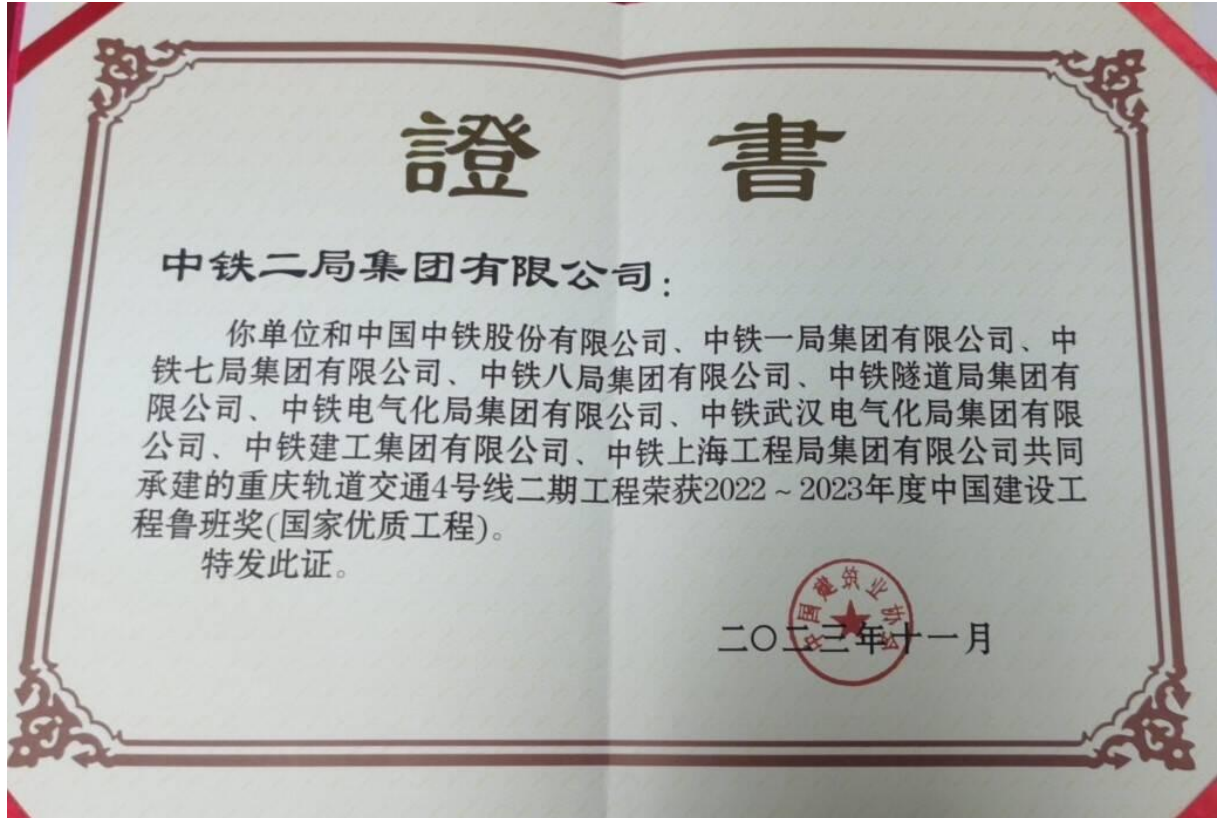 證書
中铁二局集团有限公司：
你单位和中国中铁股份有限公司、中铁一局集团有限公司、中
铁七局集团有限公司、中铁八局集团有限公司、中铁隧道局集团有
限公司、中铁电气化局集团有限公司、中铁武汉电气化局集团有限
公司、中铁建工集团有限公司、中铁上海工程局集团有限公司共同
承建的重庆轨道交通4号线二期工程荣获2022～2023年度中国建设工
程鲁班奖(国家优质工程)。
特发此证。
中国建筑业协会
二〇二三年十一月